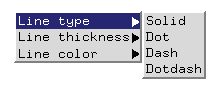 Line type
Line thickness
Line color
Solid
Dot
Dash
Dotdash